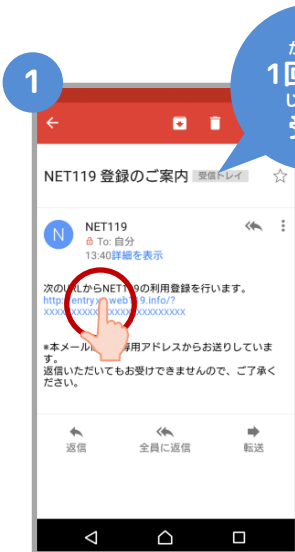 1
1回
NET119 登録のご案内 受信トレイ
N
NET119
To: 自分
13:40詳細を表示
次のURLからNET119の利用登録を行います。
http://entryx.web119.info/?
xxxxxxxxxxxxxxxxxxxxxxxxxx
*本メールは 専用アドレスからお送りしていま
す。
返信いただいてもお受けできませんので、ご了承く
ださい。
返信
全員に返信
転送